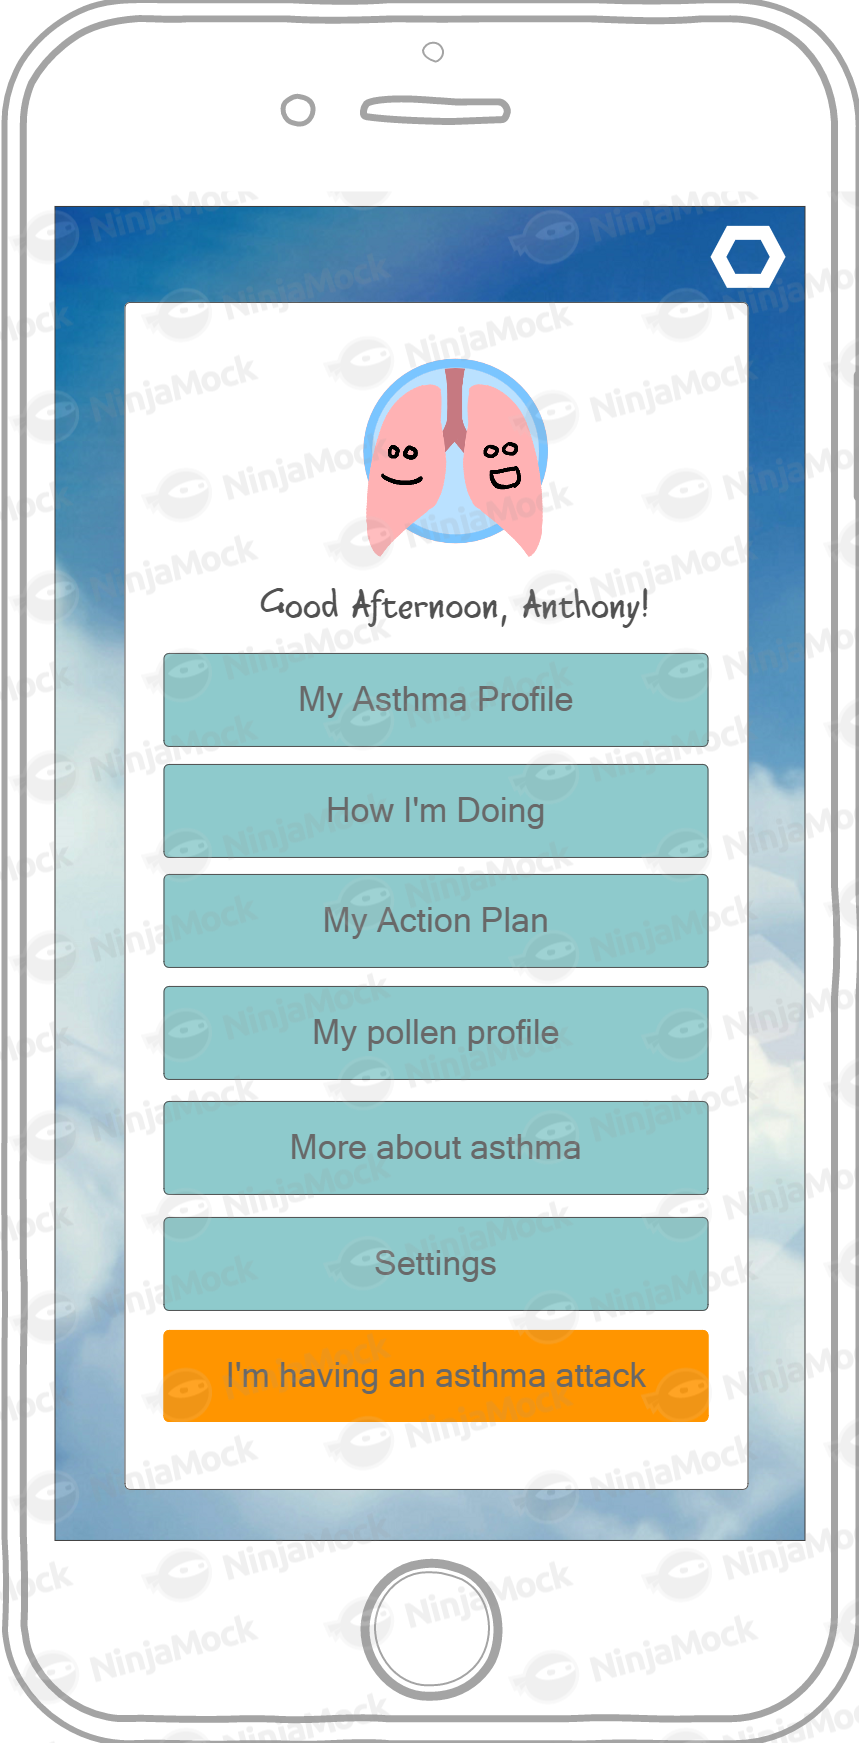 Good Afternoon, Anthony!
My Asthma Profile
How I'm Doing
My Action Plan
My pollen profile
More about asthma
Settings
I'm having an asthma attack
NinjaMock